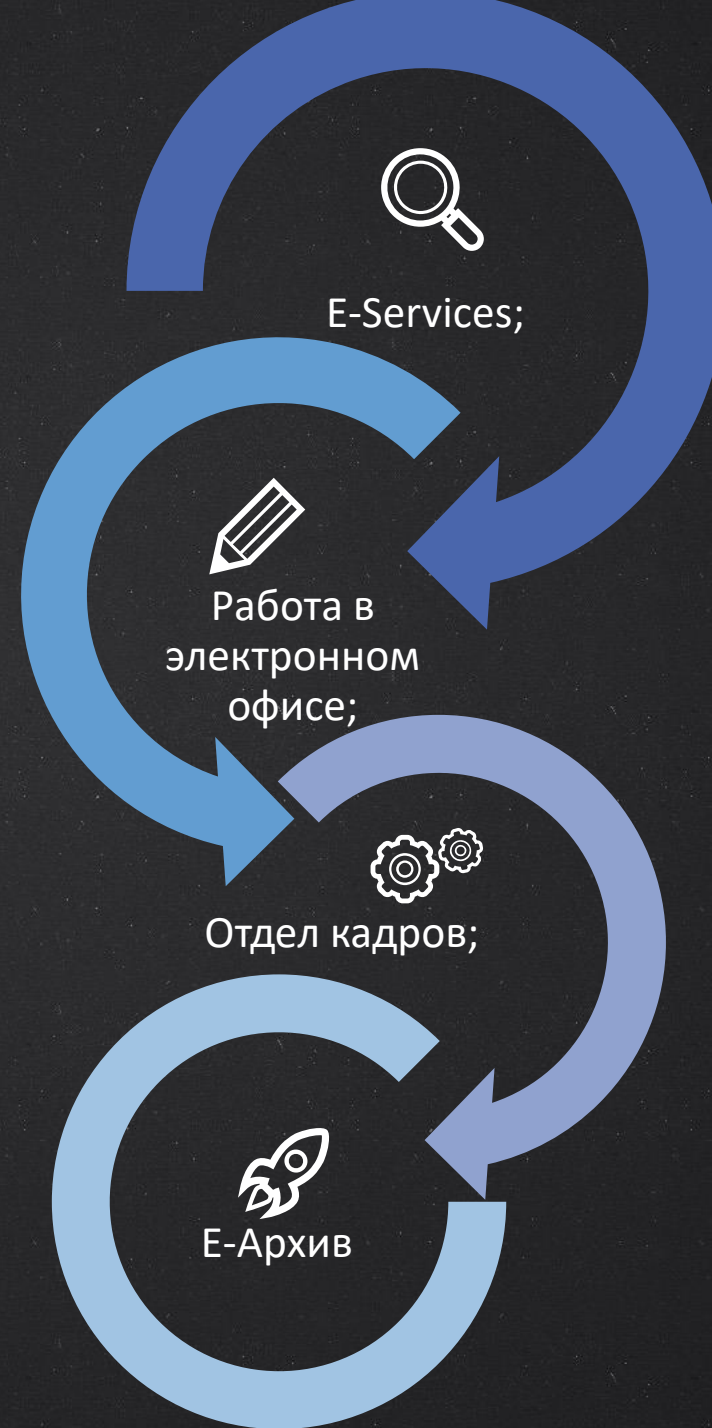 E-Services;
Работа в
электронном
офисе;
Отдел кадров;
Е-Архив